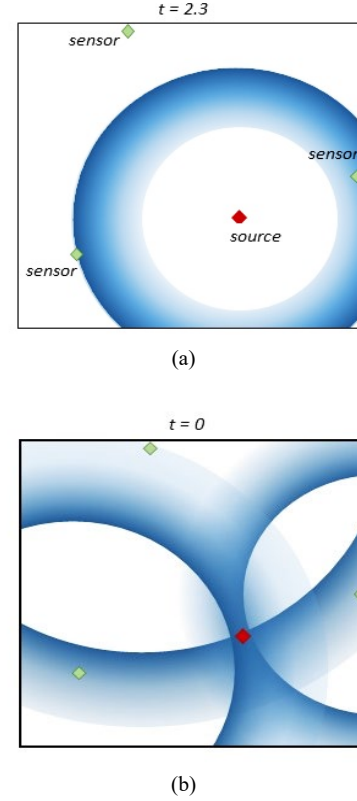 t = 2.3
sensor
sensor
source
sensor
(a)
t = 0
(b)